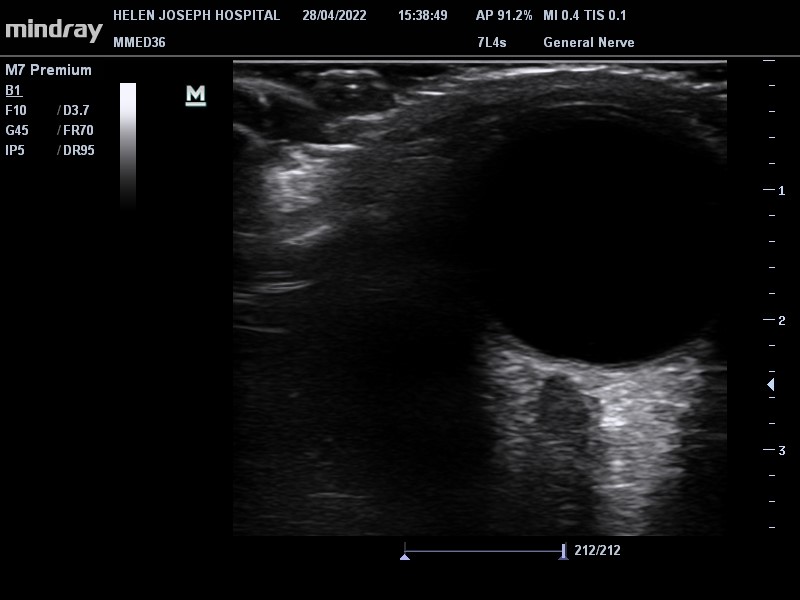 mindray
HELEN JOSEPH HOSPITAL 28/04/2022 15:38:49 AP 91.2% MI 0.4 TIS 0.1
MMED36 7L4s General Nerve
M7 Premium
B1
F10 / D3.7
G45 / FR70
IP5 / DR95
M
1
2
3
212/212